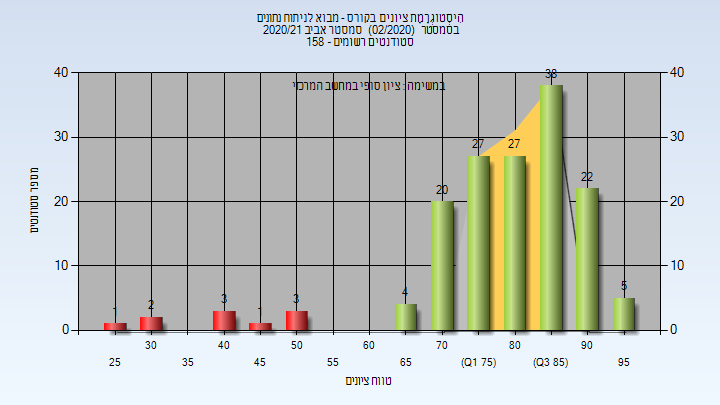 היסטוגרמת ציונים בקורס - מבוא לניתוח נתונים
בסמסטר (02/2020) סמסטר אביב 2020/21
סטודנטים רשומים - 158
במשימה : ציון סופי במחשב המרכזי
מספר סטודנטים
40 40
30 30
20 20
10 10
0 0
1 2 3 1 3 4 20 27 27 38 22 5
30 40 50 60 70 80 90
25 35 45 55 65 (Q1 75) (Q3 85) 95
טווח ציונים